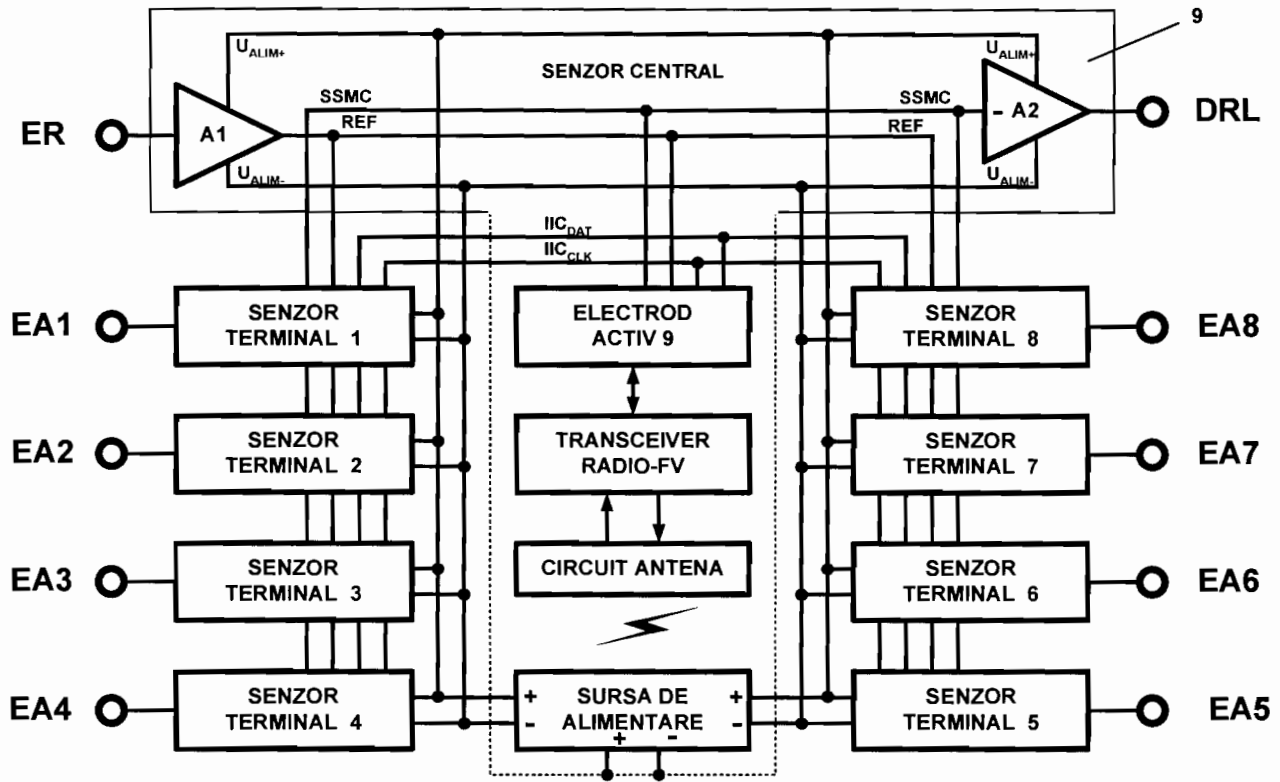 9
U_ALIM+
U_ALIM+
SENZOR CENTRAL
SSMC
SSMC
ER
A1
REF
REF
- A2
DRL
U_ALIM-
U_ALIM-
IIC_DAT
IIC_CLK
EA1
SENZOR
TERMINAL 1
ELECTROD
ACTIV 9
SENZOR
TERMINAL 8
EA8
EA2
SENZOR
TERMINAL 2
TRANSCEIVER
RADIO-FV
SENZOR
TERMINAL 7
EA7
EA3
SENZOR
TERMINAL 3
CIRCUIT ANTENA
SENZOR
TERMINAL 6
EA6
EA4
SENZOR
TERMINAL 4
+ SURSA DE +
- ALIMENTARE -
+ -
SENZOR
TERMINAL 5
EA5